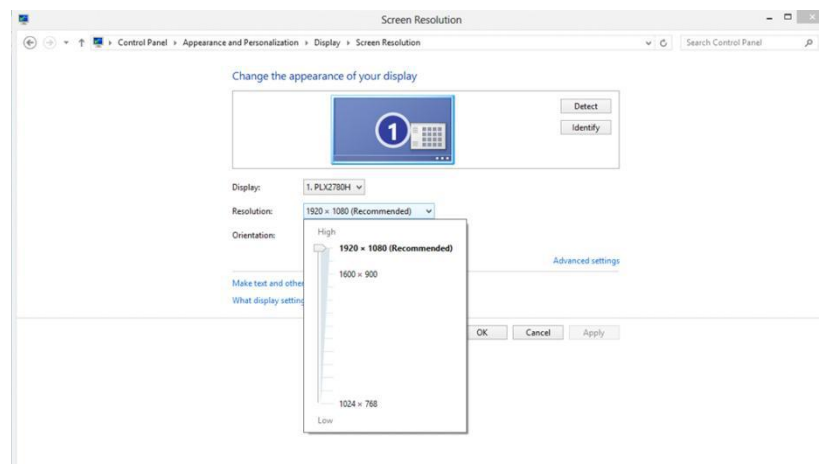 Screen Resolution
Control Panel Appearance and Personalization Display Screen Resolution
Search Control Panel
Change the appearance of your display
1
Detect
Identify
Display: 1. PLX2780H
Resolution: 1920 × 1080 (Recommended)
Orientation:
High
1920 × 1080 (Recommended)
1600 × 900
1024 × 768
Low
Advanced settings
Make text and other
What display setting
OK Cancel Apply